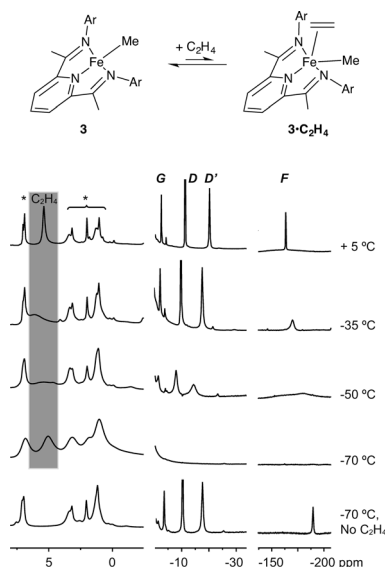 Ar
N
Me
Fe
N
N
Ar
+ C2H4
Ar
N
Fe
Me
N
N
Ar
3
3•C2H4
* C2H4 * G D D' F
+ 5 ºC
-35 ºC
-50 ºC
-70 ºC
-70 ºC,
No C2H4
5 0 -10 -30 -150 -200 ppm